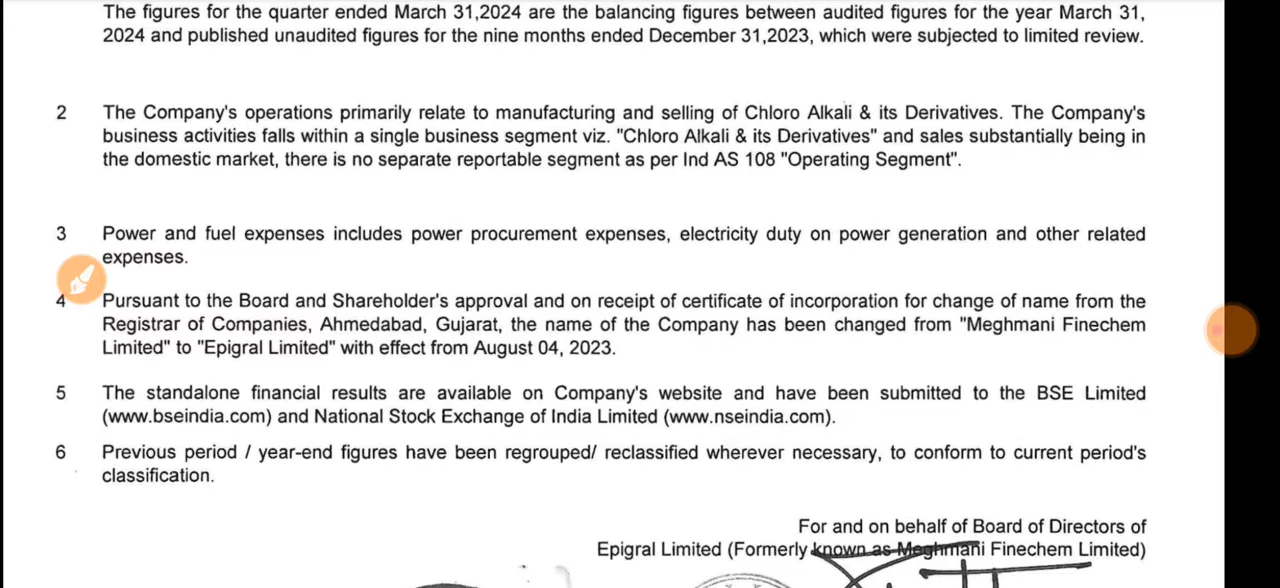 The figures for the quarter ended March 31,2024 are the balancing figures between audited figures for the year March 31,
2024 and published unaudited figures for the nine months ended December 31,2023, which were subjected to limited review.
2 The Company's operations primarily relate to manufacturing and selling of Chloro Alkali & its Derivatives. The Company's
business activities falls within a single business segment viz. "Chloro Alkali & its Derivatives" and sales substantially being in
the domestic market, there is no separate reportable segment as per Ind AS 108 "Operating Segment".
3 Power and fuel expenses includes power procurement expenses, electricity duty on power generation and other related
expenses.
4 Pursuant to the Board and Shareholder's approval and on receipt of certificate of incorporation for change of name from the
Registrar of Companies, Ahmedabad, Gujarat, the name of the Company has been changed from "Meghmani Finechem
Limited" to "Epigral Limited" with effect from August 04, 2023.
5 The standalone financial results are available on Company's website and have been submitted to the BSE Limited
(www.bseindia.com) and National Stock Exchange of India Limited (www.nseindia.com).
6 Previous period / year-end figures have been regrouped/ reclassified wherever necessary, to conform to current period's
classification.
For and on behalf of Board of Directors of
Epigral Limited (Formerly known as Meghmani Finechem Limited)